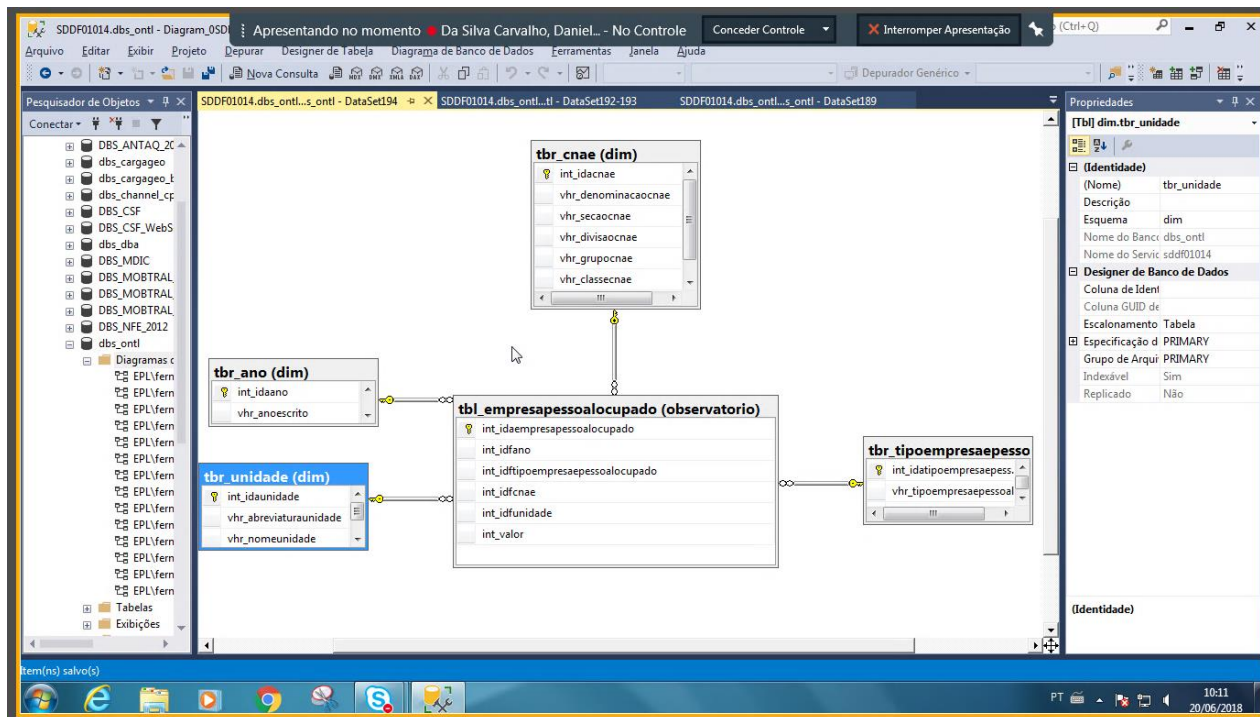 SDDF01014.dbs_ontl - Diagram_0SD
Apresentando no momento
Da Silva Carvalho, Daniel... - No Controle
Conceder Controle
Interromper Apresentação
(Ctrl+Q)
Arquivo Editar Exibir Projeto Depurar Designer de Tabela Diagrama de Banco de Dados Ferramentas Janela Ajuda
Nova Consulta
Depurador Genérico
Pesquisador de Objetos
SDDF01014.dbs_ontl...s_ontl - DataSet194
SDDF01014.dbs_ontl...tl - DataSet192-193
SDDF01014.dbs_ontl...s_ontl - DataSet189
Conectar
DBS_ANTAQ_20
dbs_cargageo
dbs_cargageo_t
dbs_channel_cp
DBS_CSF
DBS_CSF_WebS
dbs_dba
DBS_MDIC
DBS_MOBTRAL
DBS_MOBTRAL
DBS_MOBTRAL
DBS_NFE_2012
dbs_ontl
Diagramas c
EPL\fern
EPL\fern
EPL\fern
EPL\fern
EPL\fern
EPL\fern
EPL\fern
EPL\fern
EPL\fern
EPL\fern
EPL\fern
EPL\fern
EPL\fern
EPL\fern
Tabelas
Exibições
tbr_cnae (dim)
int_idacnae
vhr_denominacaocnae
vhr_secaocnae
vhr_divisaocnae
vhr_grupocnae
vhr_classecnae
tbr_ano (dim)
int_idaano
vhr_anoescrito
tbr_unidade (dim)
int_idaunidade
vhr_abreviaturaunidade
vhr_nomeunidade
tbl_empresapessoalocupado (observatorio)
int_idaempresapessoalocupado
int_idfano
int_idftipoempresaepessoalocupado
int_idfcnae
int_idfunidade
int_valor
tbr_tipoempresaepesso
int_idatipoempresaepess.
vhr_tipoempresaepessoal
Propriedades
[Tbl] dim.tbr_unidade
(Identidade)
(Nome) tbr_unidade
Descrição
Esquema dim
Nome do Banc dbs_ontl
Nome do Servic sddf01014
Designer de Banco de Dados
Coluna de Ident
Coluna GUID de
Escalonamento Tabela
Especificação d PRIMARY
Grupo de Arqui PRIMARY
Indexável Sim
Replicado Não
(Identidade)
Item(ns) salvo(s)
PT
10:11
20/06/2018